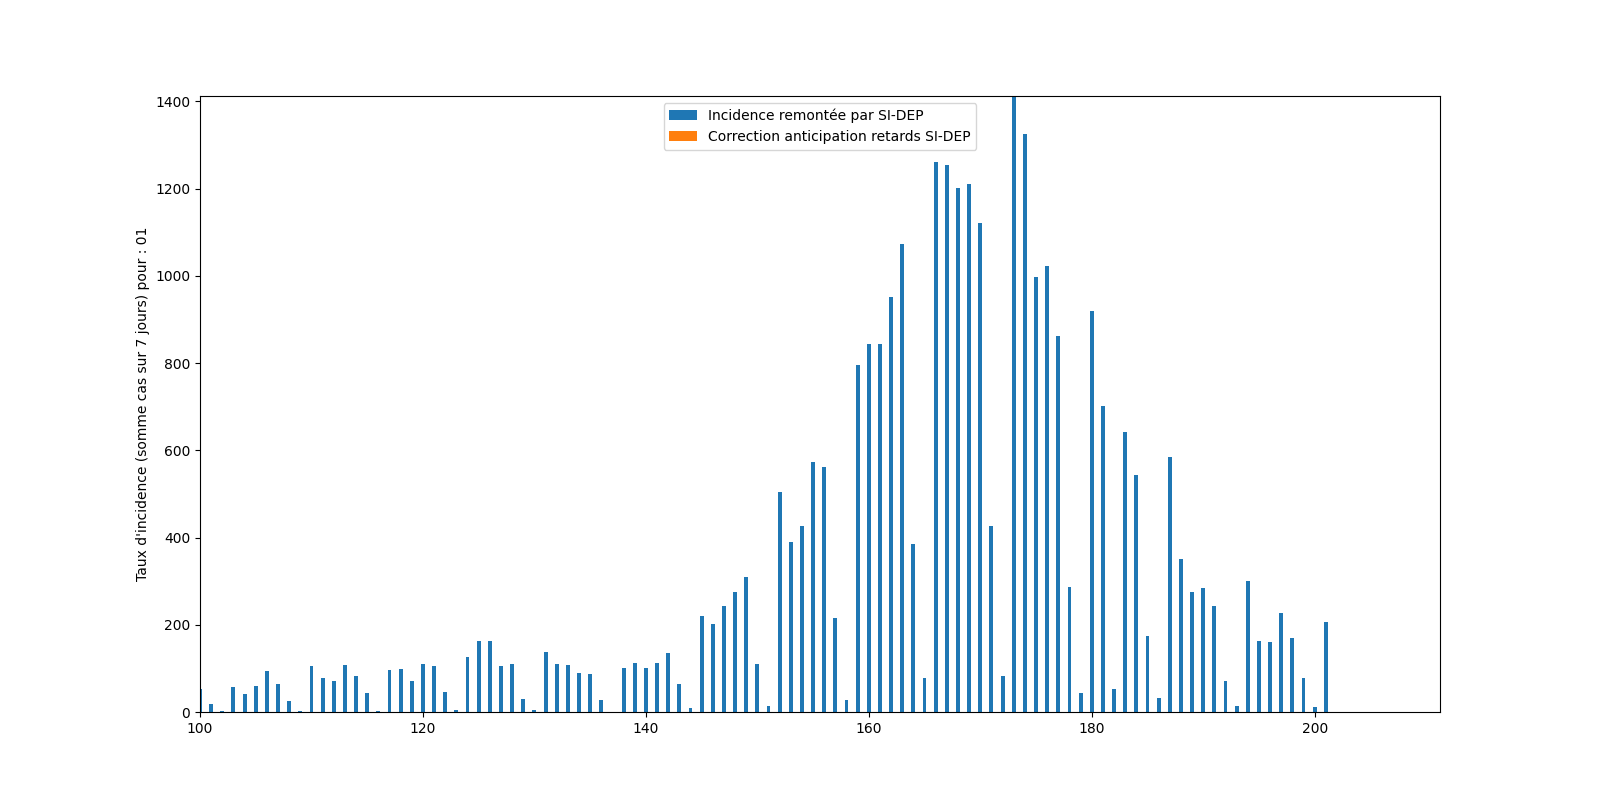 1400
1200
1000
800
600
400
200
0
Taux d'incidence (somme cas sur 7 jours) pour : 01
Incidence remontée par SI-DEP
Correction anticipation retards SI-DEP
100 120 140 160 180 200